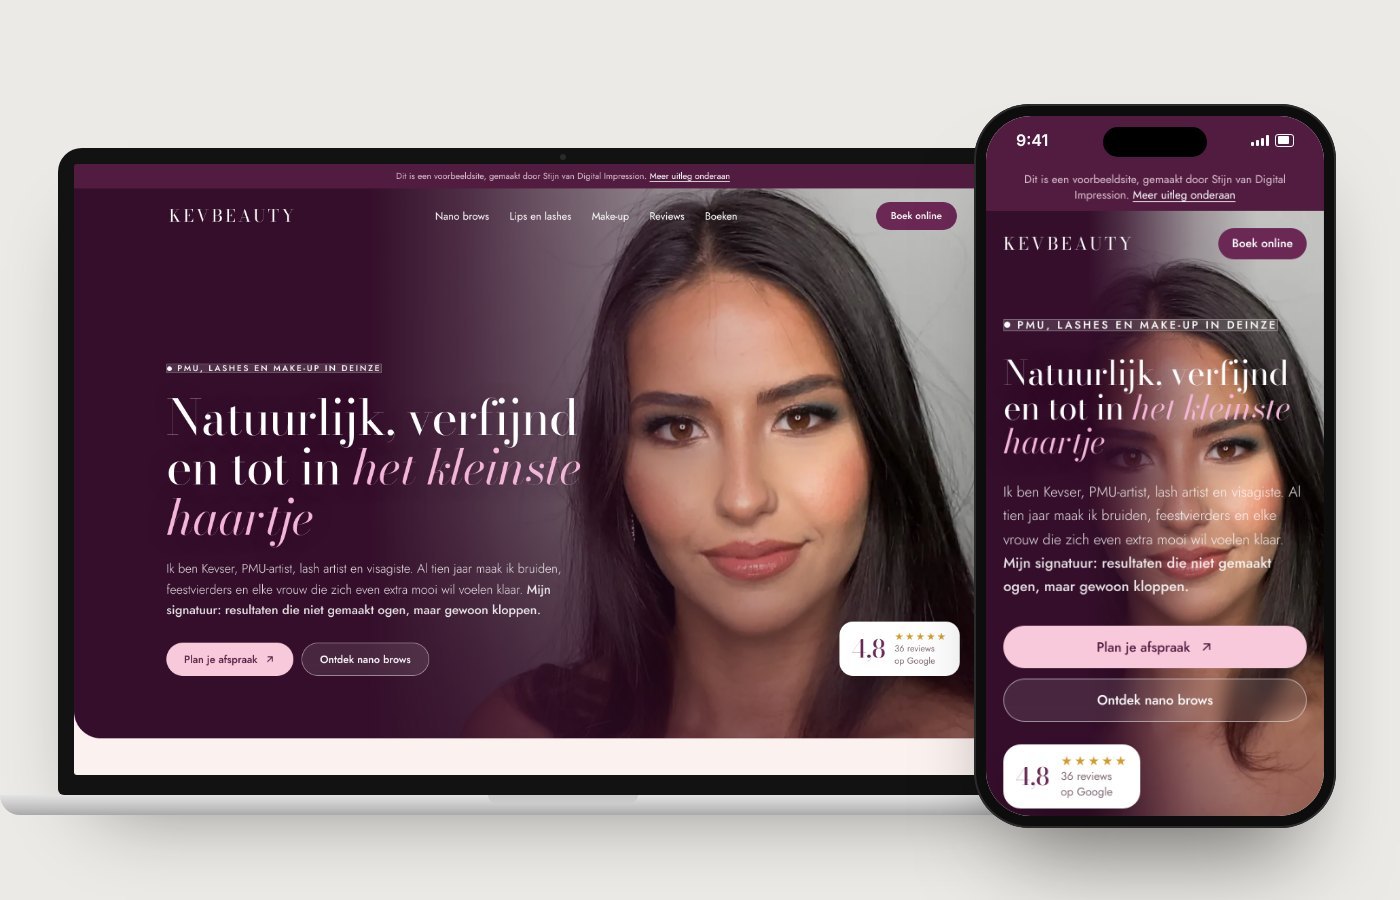 Dit is een voorbeeldsite, gemaakt door Stijn van Digital Impression. Meer uitleg onderaan
KEVBEAUTY
Nano brows
Lips en lashes
Make-up
Reviews
Boeken
Boek online
PMU, LASHES EN MAKE-UP IN DEINZE
Natuurlijk, verfijnd
en tot in het kleinste
haartje
Ik ben Kevser, PMU-artist, lash artist en visagiste. Al tien jaar maak ik bruiden,
feestvierders en elke vrouw die zich even extra mooi wil voelen klaar. Mijn
signatuur: resultaten die niet gemaakt ogen, maar gewoon kloppen.
Plan je afspraak ↗
Ontdek nano brows
4.8
★★★★★
36 reviews
op Google
9:41
Dit is een voorbeeldsite, gemaakt door Stijn van Digital
Impression. Meer uitleg onderaan
KEVBEAUTY
Boek online
PMU, LASHES EN MAKE-UP IN DEINZE
Natuurlijk, verfijnd
en tot in het kleinste
haartje
Ik ben Kevser, PMU-artist, lash artist en visagiste. Al
tien jaar maak ik bruiden, feestvierders en elke
vrouw die zich even extra mooi wil voelen klaar.
Mijn signatuur: resultaten die niet gemaakt
ogen, maar gewoon kloppen.
Plan je afspraak ↗
Ontdek nano brows
4.8
★★★★★
36 reviews
op Google